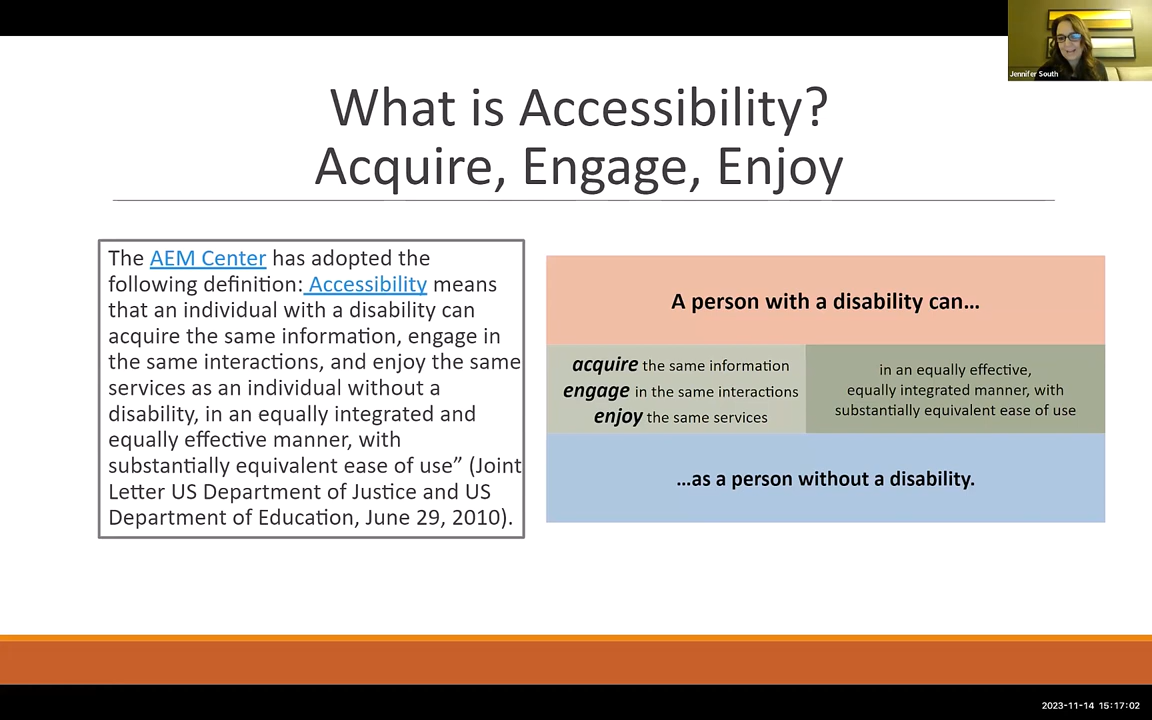 Jennifer South
What is Accessibility?
Acquire, Engage, Enjoy
The AEM Center has adopted the
following definition: Accessibility means
that an individual with a disability can
acquire the same information, engage in
the same interactions, and enjoy the same
services as an individual without a
disability, in an equally integrated and
equally effective manner, with
substantially equivalent ease of use” (Joint
Letter US Department of Justice and US
Department of Education, June 29, 2010).
A person with a disability can…
acquire the same information
engage in the same interactions
enjoy the same services
in an equally effective,
equally integrated manner, with
substantially equivalent ease of use
…as a person without a disability.
2023-11-14 15:17:02